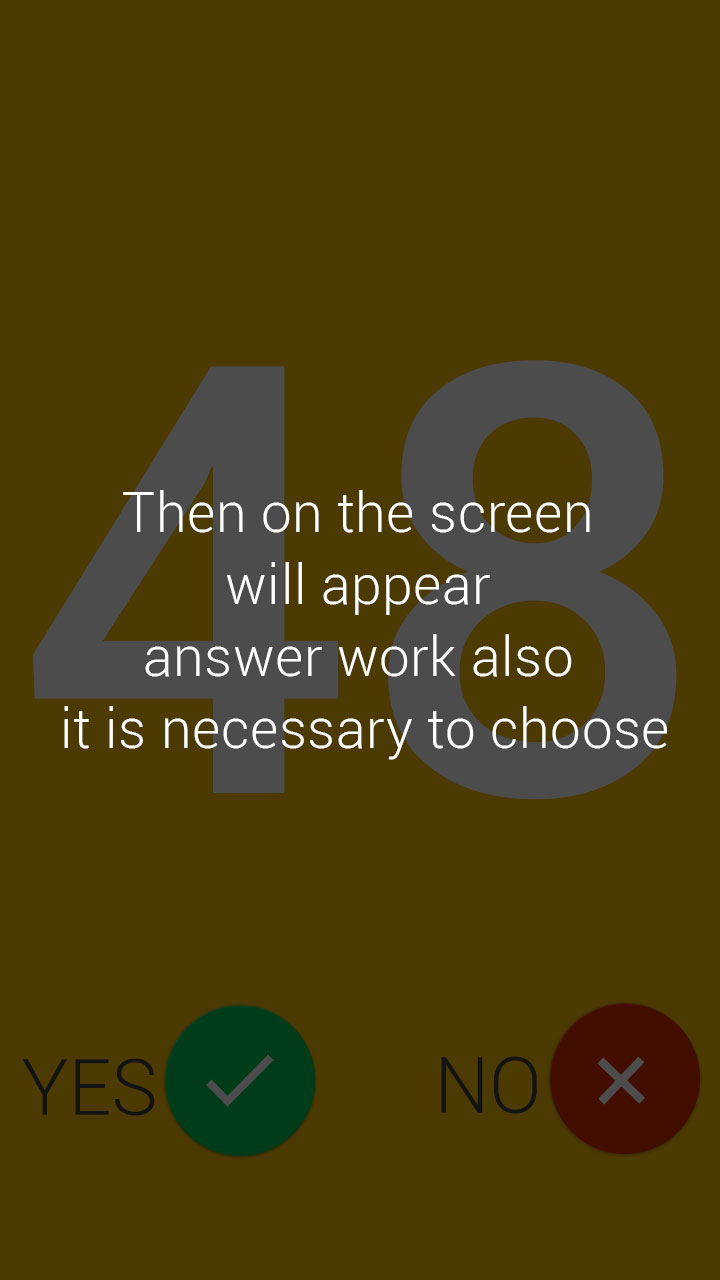 48
Then on the screen
will appear
answer work also
it is necessary to choose
YES NO